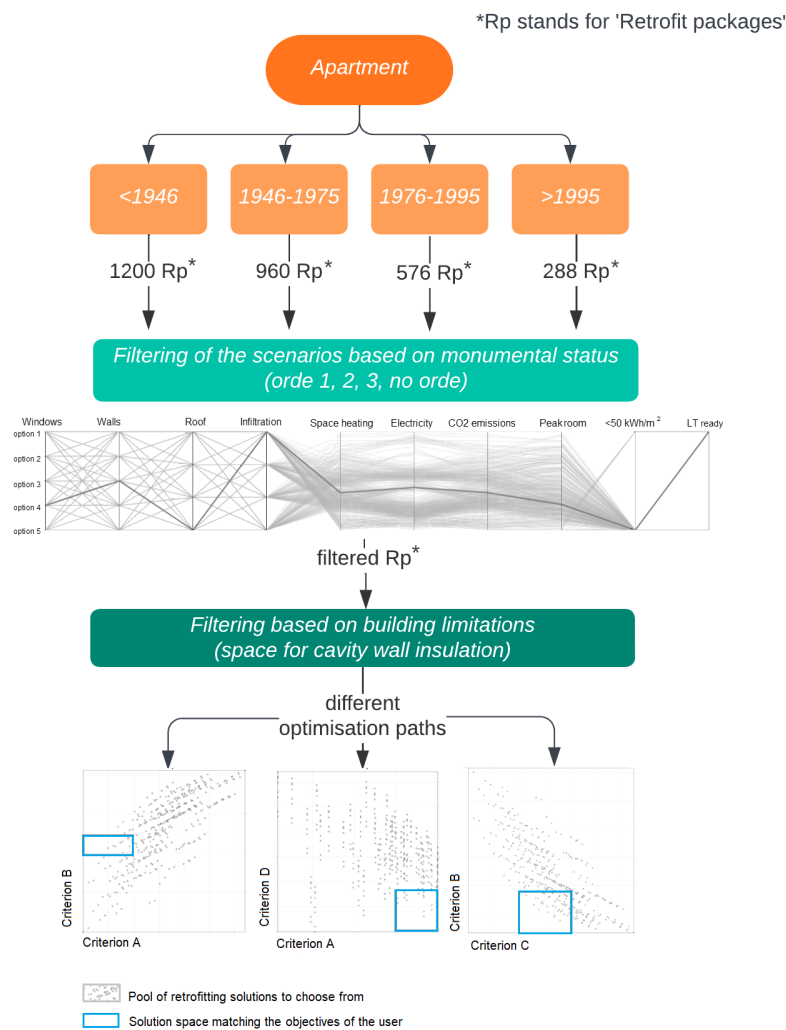 *Rp stands for 'Retrofit packages'
Apartment
<1946
1946-1975
1976-1995
>1995
1200 Rp*
960 Rp*
576 Rp*
288 Rp*
Filtering of the scenarios based on monumental status
(orde 1, 2, 3, no orde)
Windows
Walls
Roof
Infiltration
Space heating
Electricity
CO2 emissions
Peakroom
<50 kWh/m²
LT ready
option 1
option 2
option 3
option 4
option 5
filtered Rp*
Filtering based on building limitations
(space for cavity wall insulation)
different
optimisation paths
Criterion B
Criterion A
Criterion D
Criterion A
Criterion B
Criterion C
Pool of retrofitting solutions to choose from
Solution space matching the objectives of the user